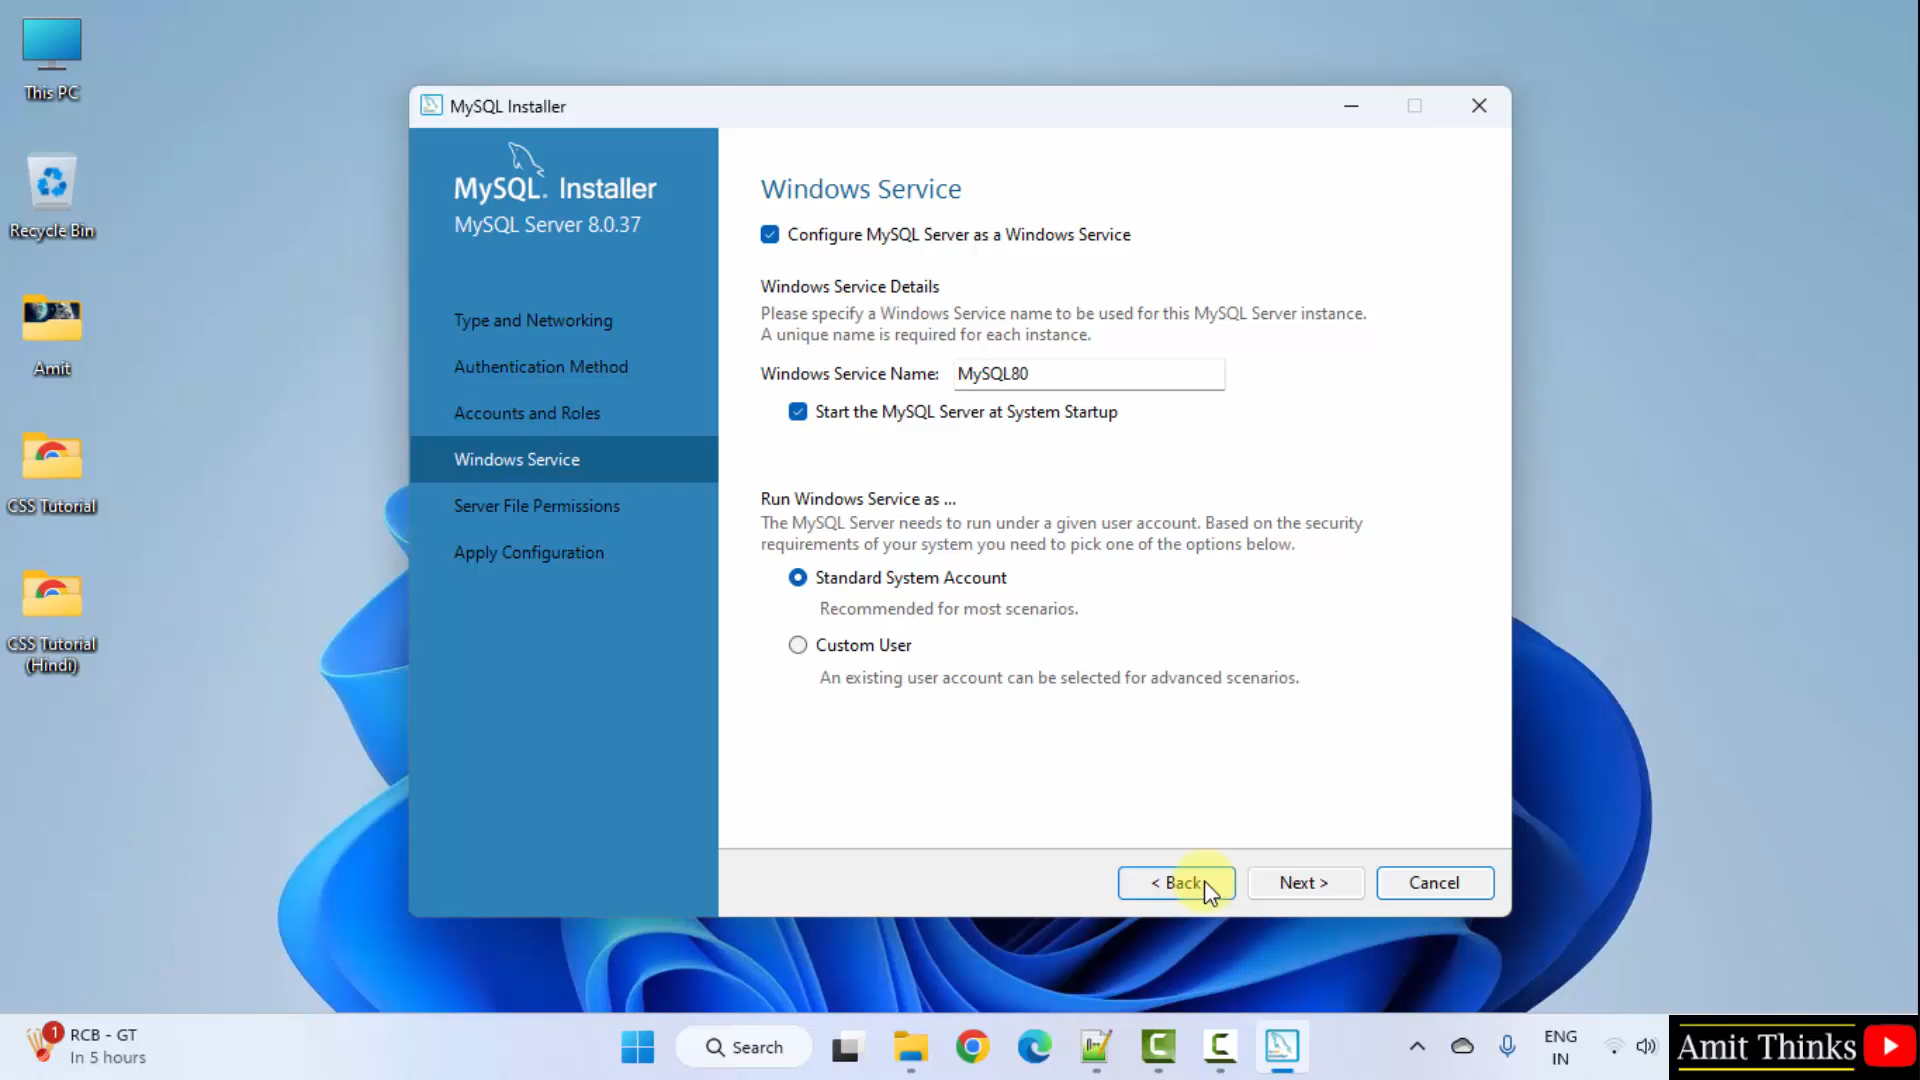 This PC
Recycle Bin
Amit
CSS Tutorial
CSS Tutorial
(Hindi)
MySQL Installer
MySQL. Installer
MySQL Server 8.0.37
Type and Networking
Authentication Method
Accounts and Roles
Windows Service
Server File Permissions
Apply Configuration
Windows Service
Configure MySQL Server as a Windows Service
Windows Service Details
Please specify a Windows Service name to be used for this MySQL Server instance.
A unique name is required for each instance.
Windows Service Name: MySQL80
Start the MySQL Server at System Startup
Run Windows Service as ...
The MySQL Server needs to run under a given user account. Based on the security
requirements of your system you need to pick one of the options below.
Standard System Account
Recommended for most scenarios.
Custom User
An existing user account can be selected for advanced scenarios.
< Back
Next >
Cancel
1
RCB - GT
In 5 hours
Search
ENG
IN
Amit Thinks